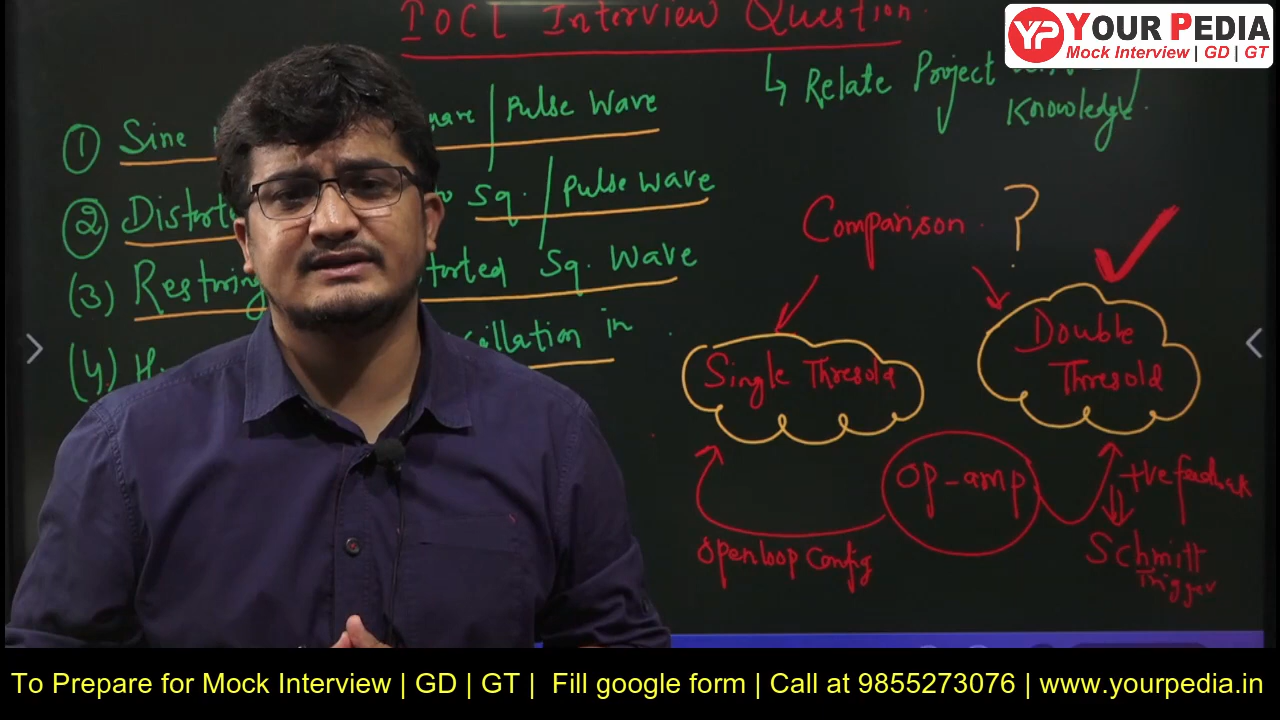 IOCL Interview Question.
YOUR PEDIA
Mock Interview | GD | GT
↳ Relate Project
Knowledge.
① Sine / Pulse Wave
② Distort to Sq. / Pulse Wave
(3) Restring torted Sq. Wave
(4) H cillation in
Comparison ?
Single Thresold
Double
Thresold
Op-amp
+ve feedback
Openloop Config
Schmitt
Trigger
To Prepare for Mock Interview | GD | GT | Fill google form | Call at 9855273076 | www.yourpedia.in